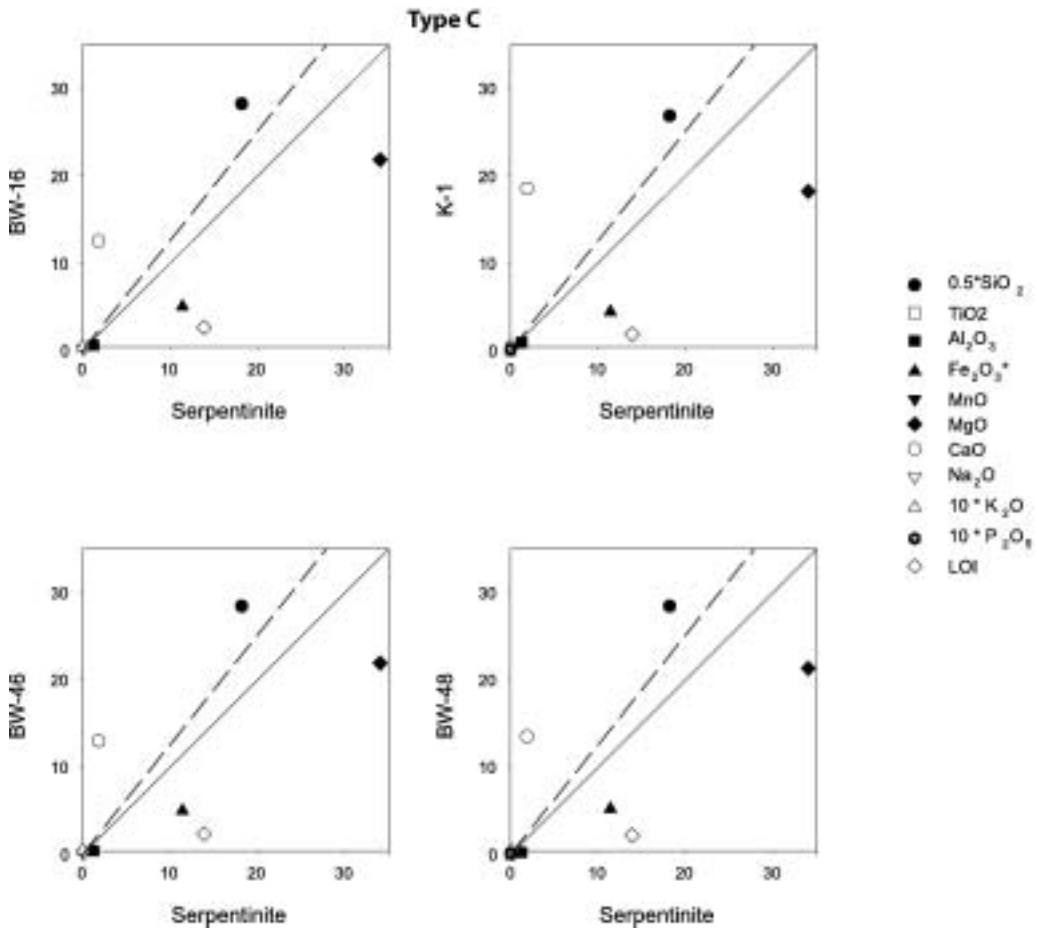 Type C
30
20
10
0
BW-16
0 10 20 30
Serpentinite
30
20
10
0
K-1
0 10 20 30
Serpentinite
0.5*SiO₂
TiO2
Al₂O₃
Fe₂O₃*
MnO
MgO
CaO
Na₂O
10 * K₂O
10 * P₂O₅
LOI
30
20
10
0
BW-46
0 10 20 30
Serpentinite
30
20
10
0
BW-48
0 10 20 30
Serpentinite